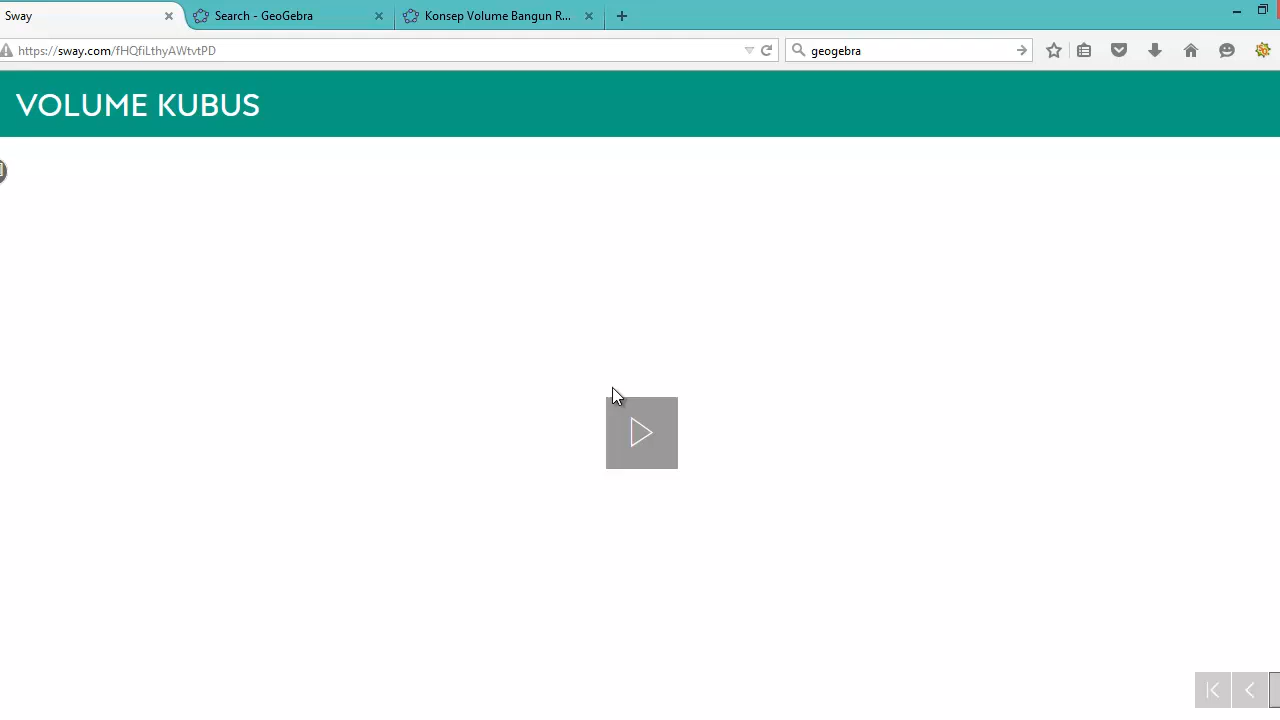 Sway
Search - GeoGebra
Konsep Volume Bangun R...
https://sway.com/fHQfiLthyAWtvtPD
geogebra
VOLUME KUBUS